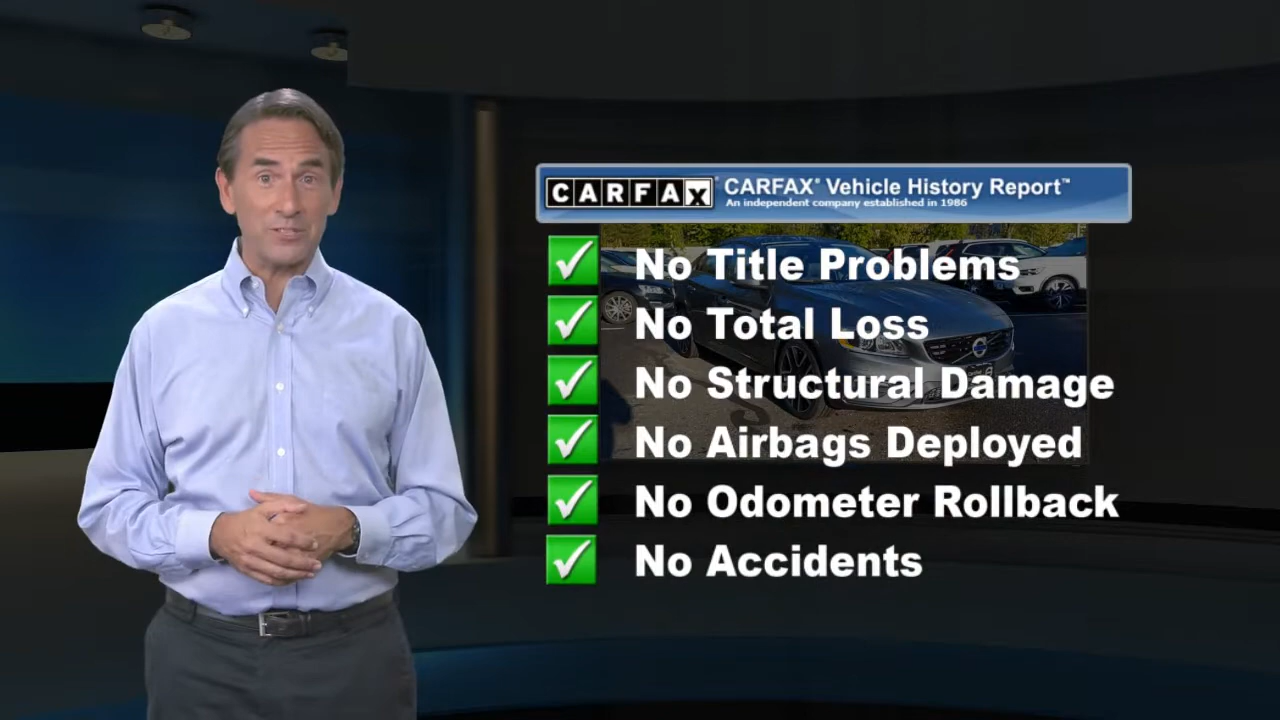 CARFAX
CARFAX® Vehicle History Report™
An independent company established in 1986
No Title Problems
No Total Loss
No Structural Damage
No Airbags Deployed
No Odometer Rollback
No Accidents